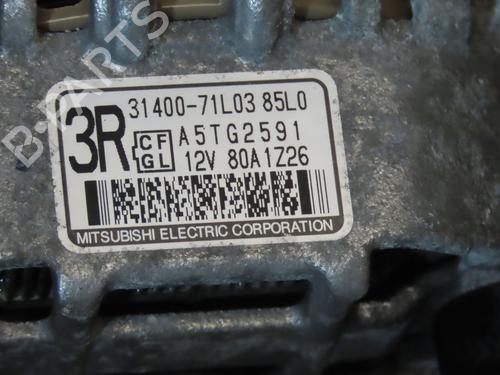 31400-71L03 85L0
3R CF GL A5TG2591
12V 80A1Z26
MITSUBISHI ELECTRIC CORPORATION
B-Parts